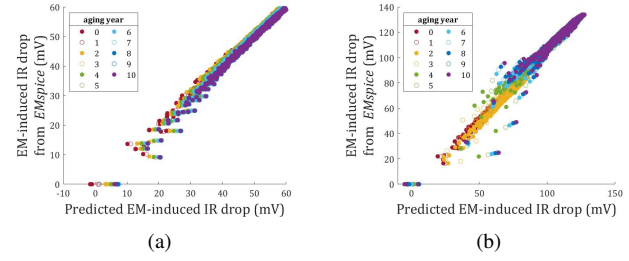 EM-induced IR drop
from EMspice (mV)
60
50
40
30
20
10
0
aging year
0 6
1 7
2 8
3 9
4 10
5
-10 0 10 20 30 40 50 60
Predicted EM-induced IR drop (mV)
(a)
EM-induced IR drop
from EMspice (mV)
140
120
100
80
60
40
20
0
aging year
0 6
1 7
2 8
3 9
4 10
5
0 50 100 150
Predicted EM-induced IR drop (mV)
(b)